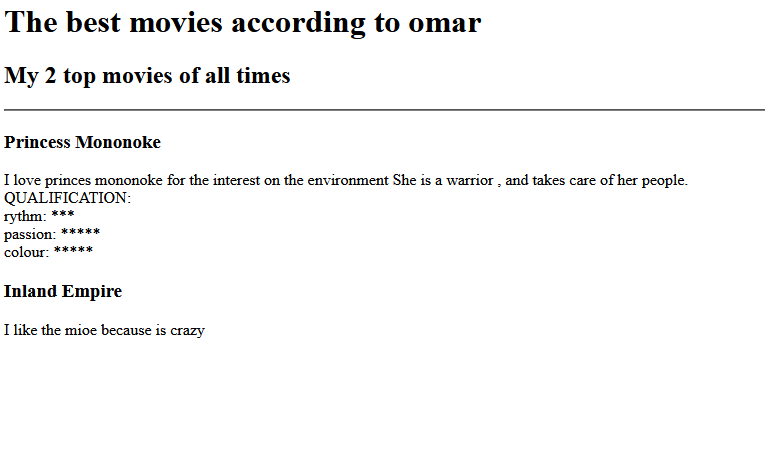 The best movies according to omar
My 2 top movies of all times
Princess Mononoke
I love princes mononoke for the interest on the environment She is a warrior , and takes care of her people.
QUALIFICATION:
rythm: ***
passion: *****
colour: *****
Inland Empire
I like the mioe because is crazy